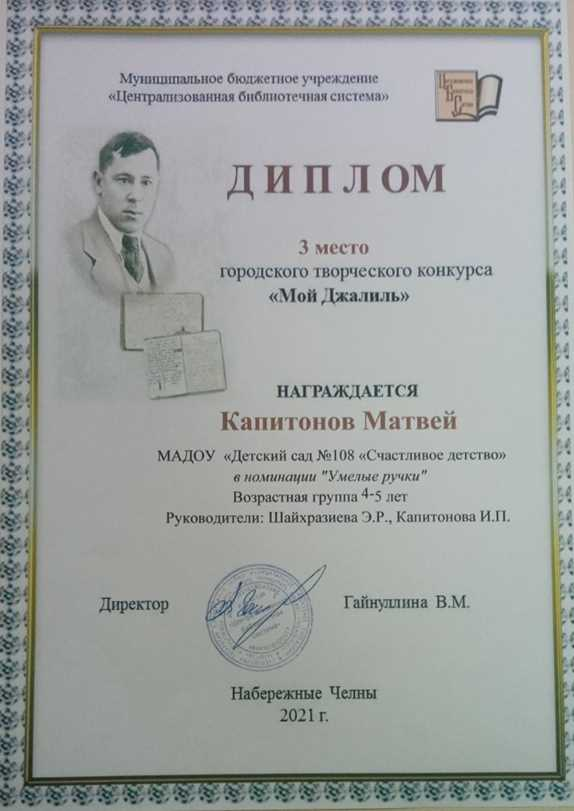 Муниципальное бюджетное учреждение
«Централизованная библиотечная система»
ДИПЛОМ
3 место
городского творческого конкурса
«Мой Джалиль»
НАГРАЖДАЕТСЯ
Капитонов Матвей
МАДОУ «Детский сад №108 «Счастливое детство»
в номинации "Умелые ручки"
Возрастная группа 4-5 лет
Руководители: Шайхразиева Э.Р., Капитонова И.П.
Директор Гайнуллина В.М.
Набережные Челны
2021 г.